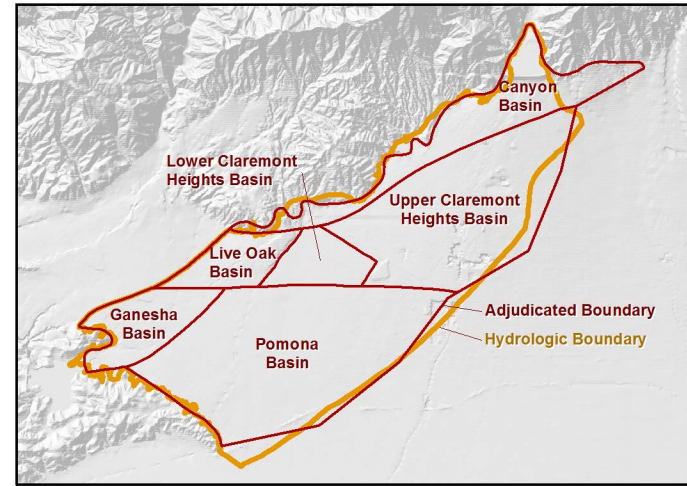 Canyon
Basin
Lower Claremont
Heights Basin
Upper Claremont
Heights Basin
Live Oak
Basin
Ganesha
Basin
Adjudicated Boundary
Hydrologic Boundary
Pomona
Basin